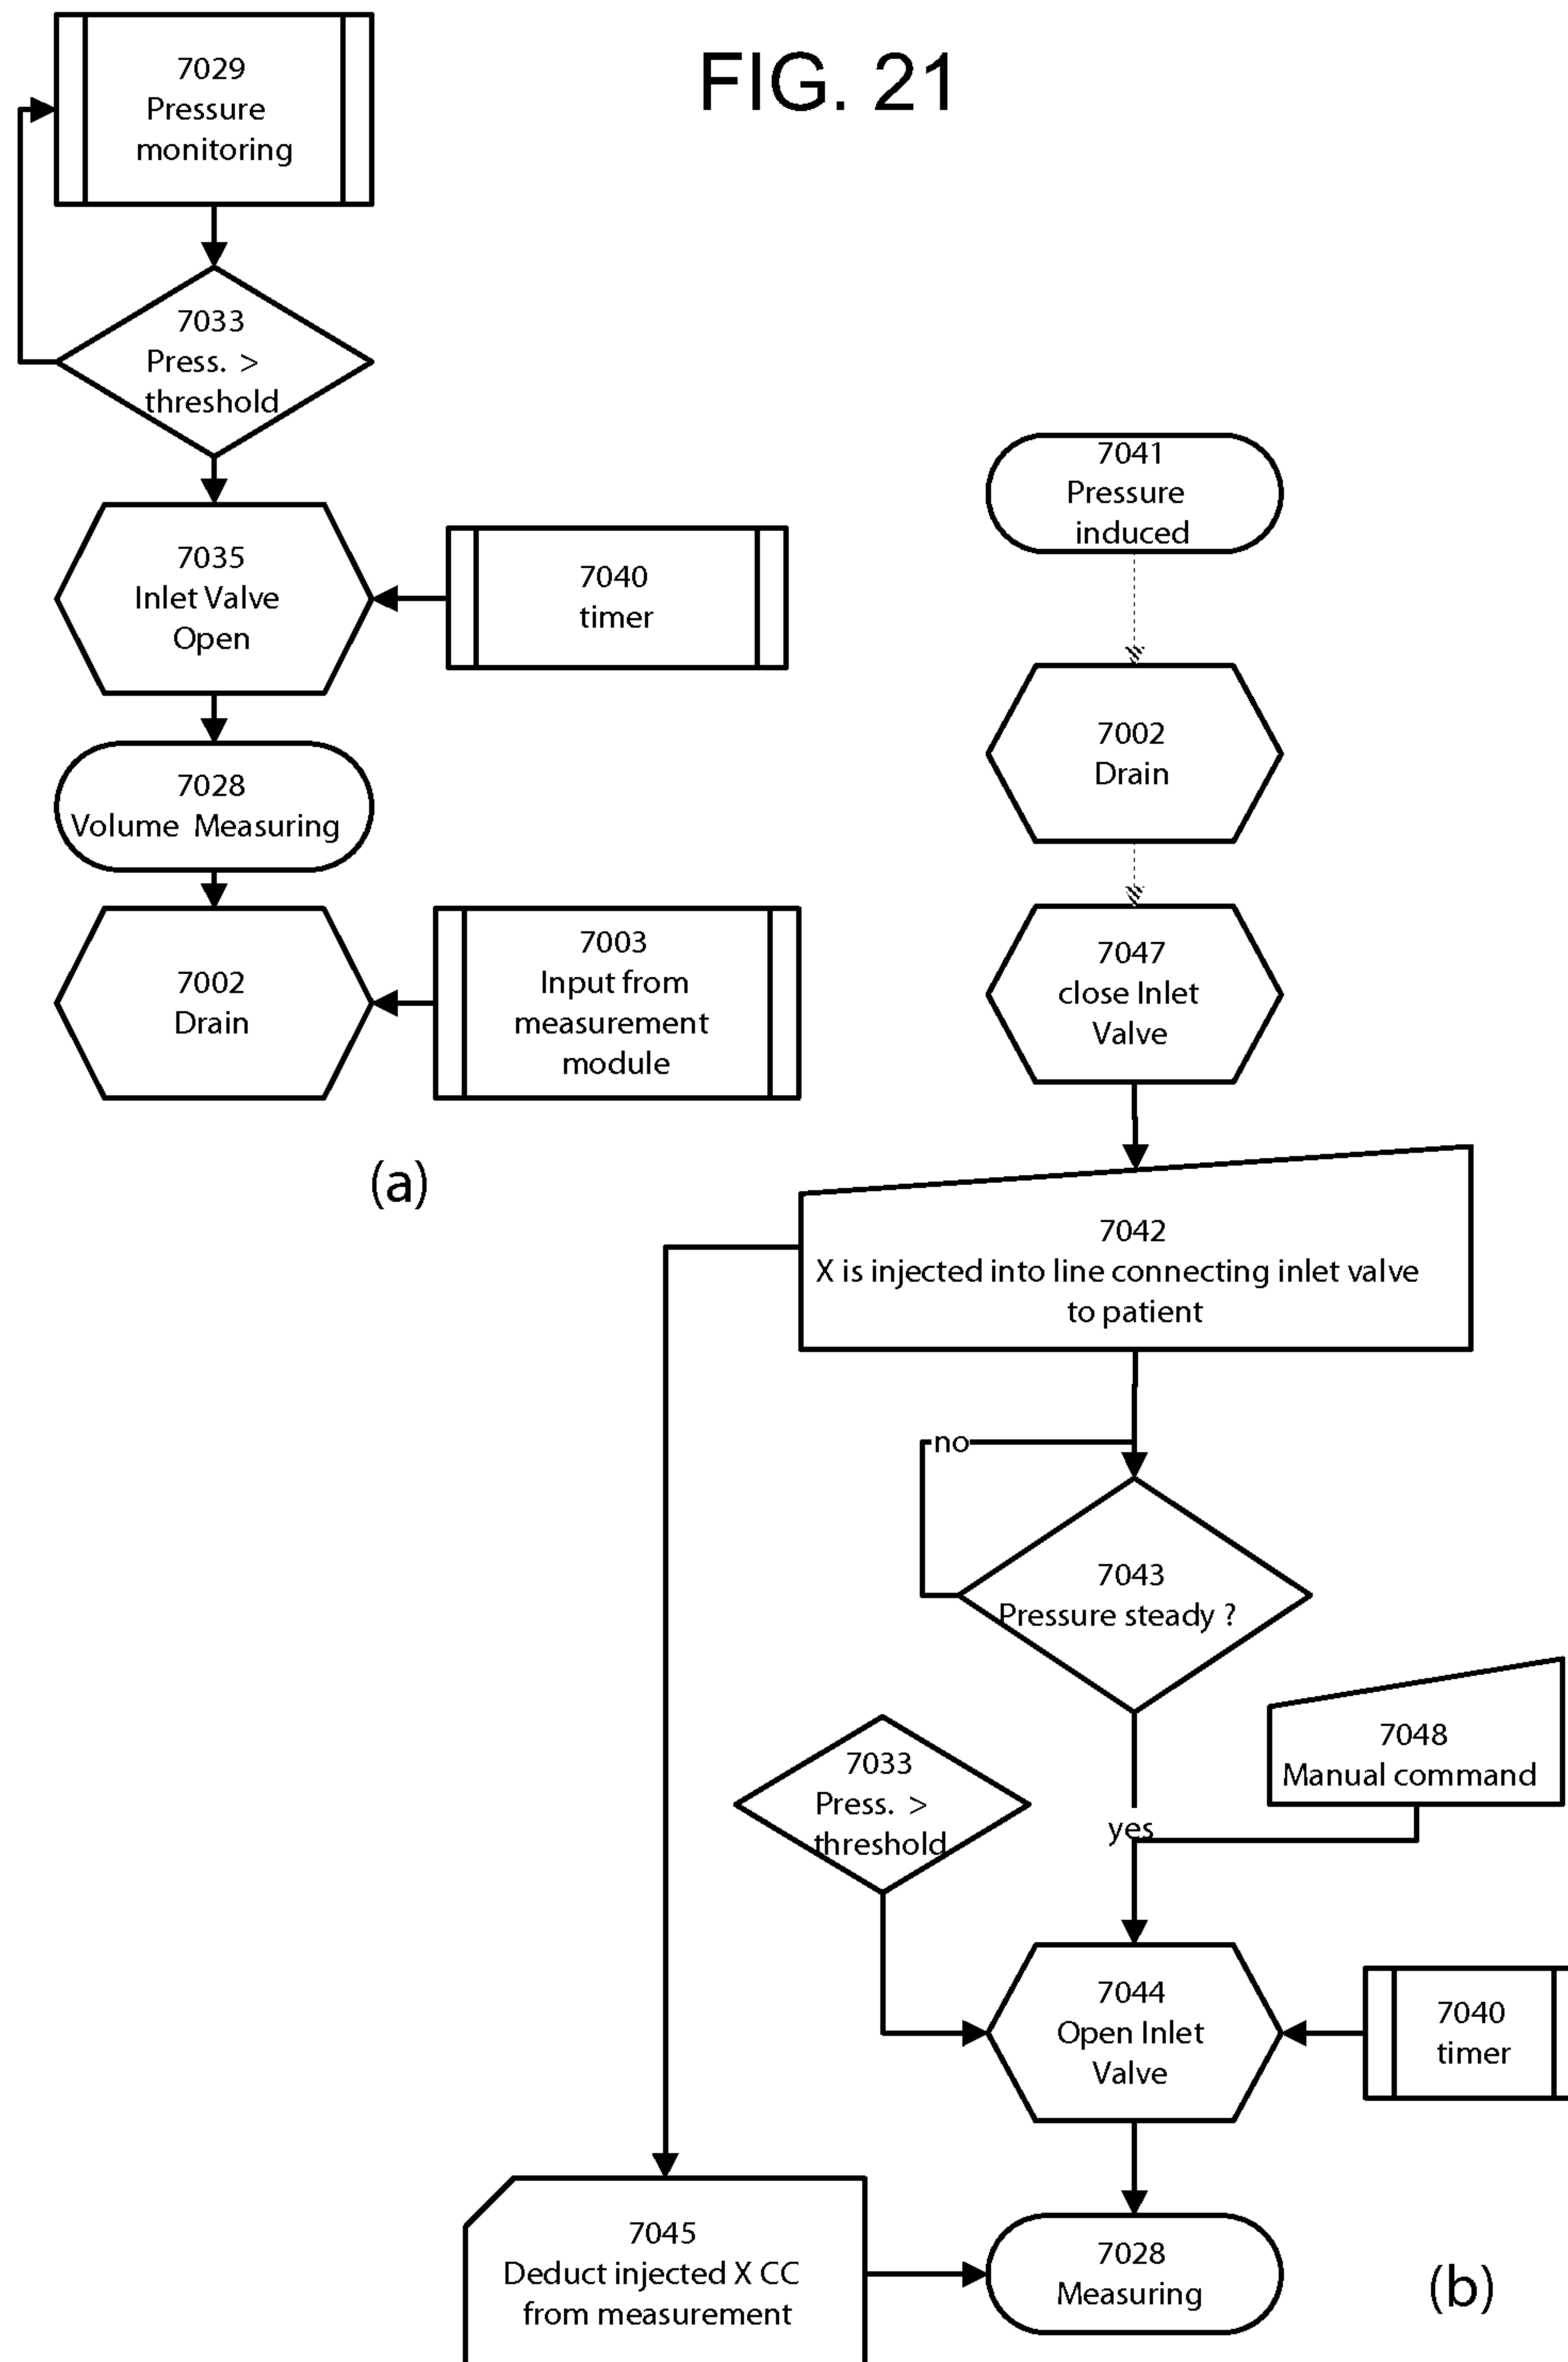 FIG. 21
7029
Pressure
monitoring
7033
Press. >
threshold
7035
Inlet Valve
Open
7040
timer
7028
Volume Measuring
7002
Drain
7003
Input from
measurement
module
(a)
7041
Pressure
induced
7002
Drain
7047
close Inlet
Valve
7042
X is injected into line connecting inlet valve
to patient
no
7043
Pressure steady ?
7048
Manual command
7033
Press. >
threshold
yes
7044
Open Inlet
Valve
7040
timer
7045
Deduct injected X CC
from measurement
7028
Measuring
(b)